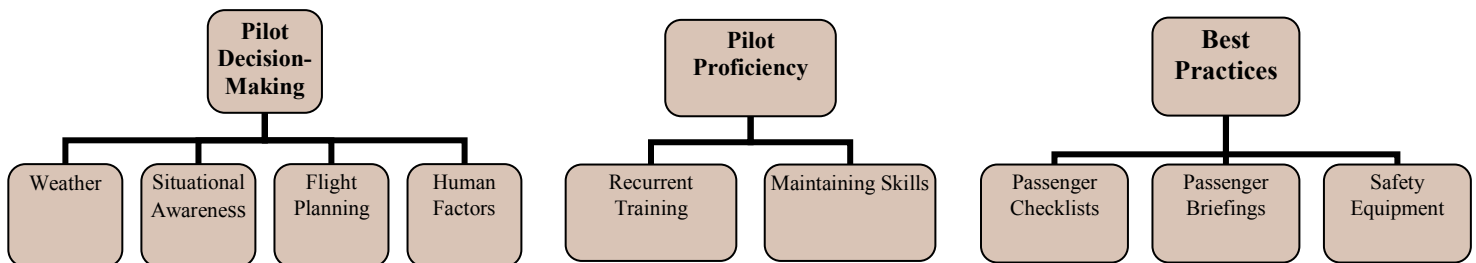 Pilot
Decision-
Making
Weather
Situational
Awareness
Flight
Planning
Human
Factors
Pilot
Proficiency
Recurrent
Training
Maintaining Skills
Best
Practices
Passenger
Checklists
Passenger
Briefings
Safety
Equipment